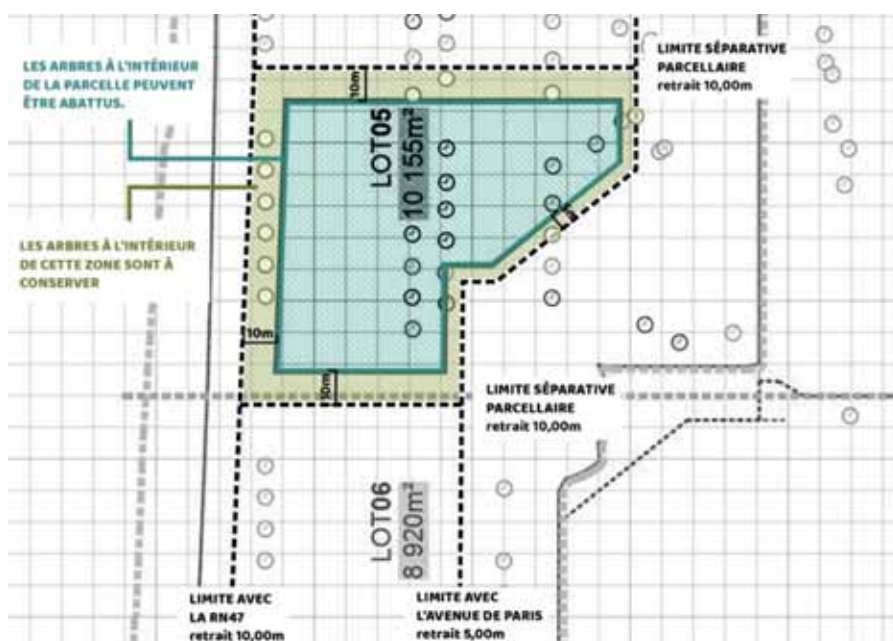 LES ARBRES À L'INTÉRIEUR
DE LA PARCELLE PEUVENT
ÊTRE ABATTUS.
LIMITE SÉPARATIVE
PARCELLAIRE
retrait 10,00m
10m
LOT05
10 155m²
LES ARBRES À L'INTÉRIEUR
DE CETTE ZONE SONT À
CONSERVER
10m
10m
LIMITE SÉPARATIVE
PARCELLAIRE
retrait 10,00m
LOT06
8 920m²
LIMITE AVEC
LA RN47
retrait 10,00m
LIMITE AVEC
L'AVENUE DE PARIS
retrait 5,00m